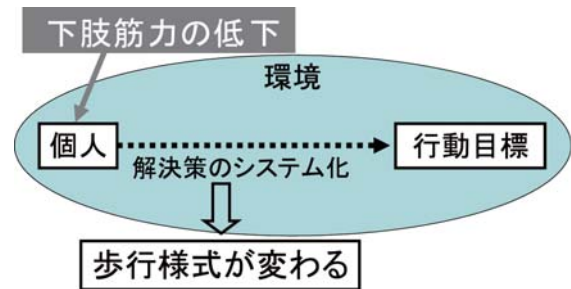 下肢筋力の低下
環境
個人
行動目標
解決策のシステム化
歩行様式が変わる